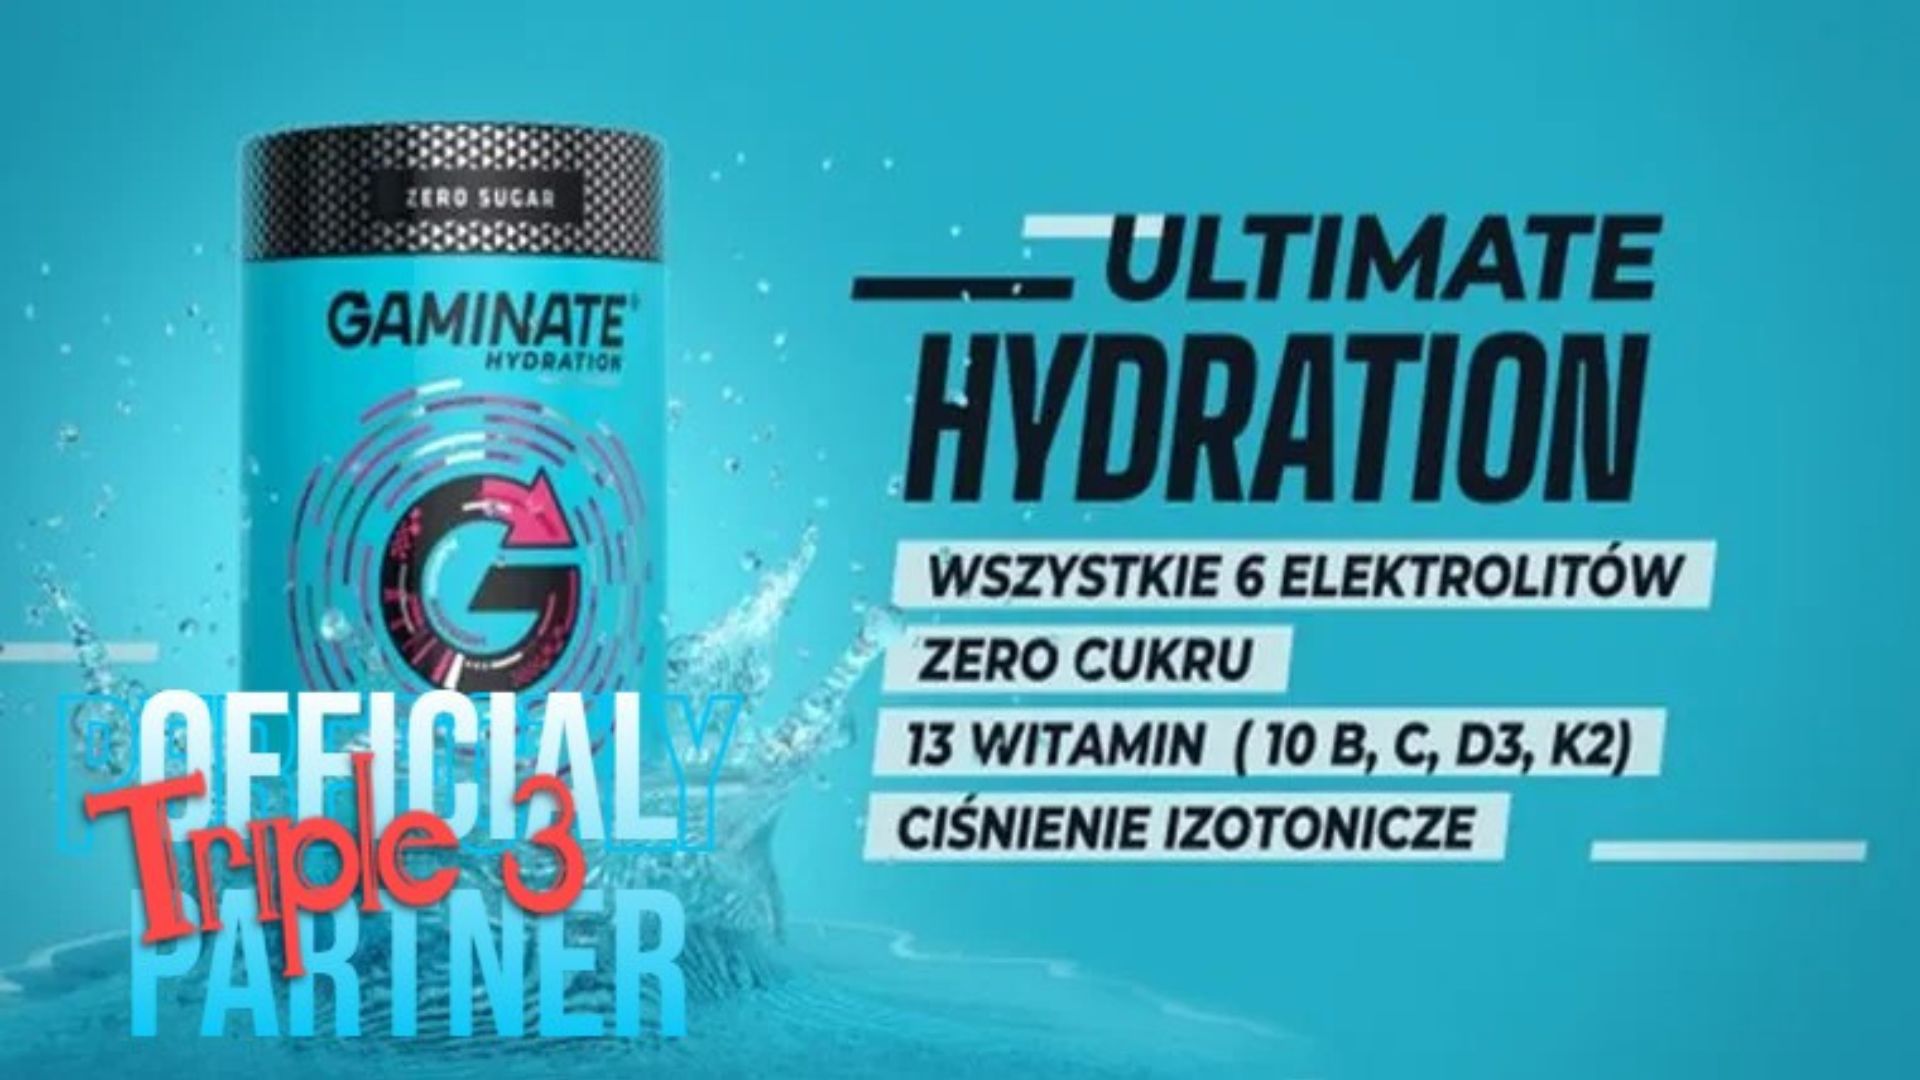 ZERO SUGAR
GAMINATE
HYDRATION
ULTIMATE
HYDRATION
WSZYSTKIE 6 ELEKTROLITÓW
ZERO CUKRU
13 WITAMIN ( 10 B, C, D3, K2)
CIŚNIENIE IZOTONICZE
OFFICIAL
Triple 3
PARTNER